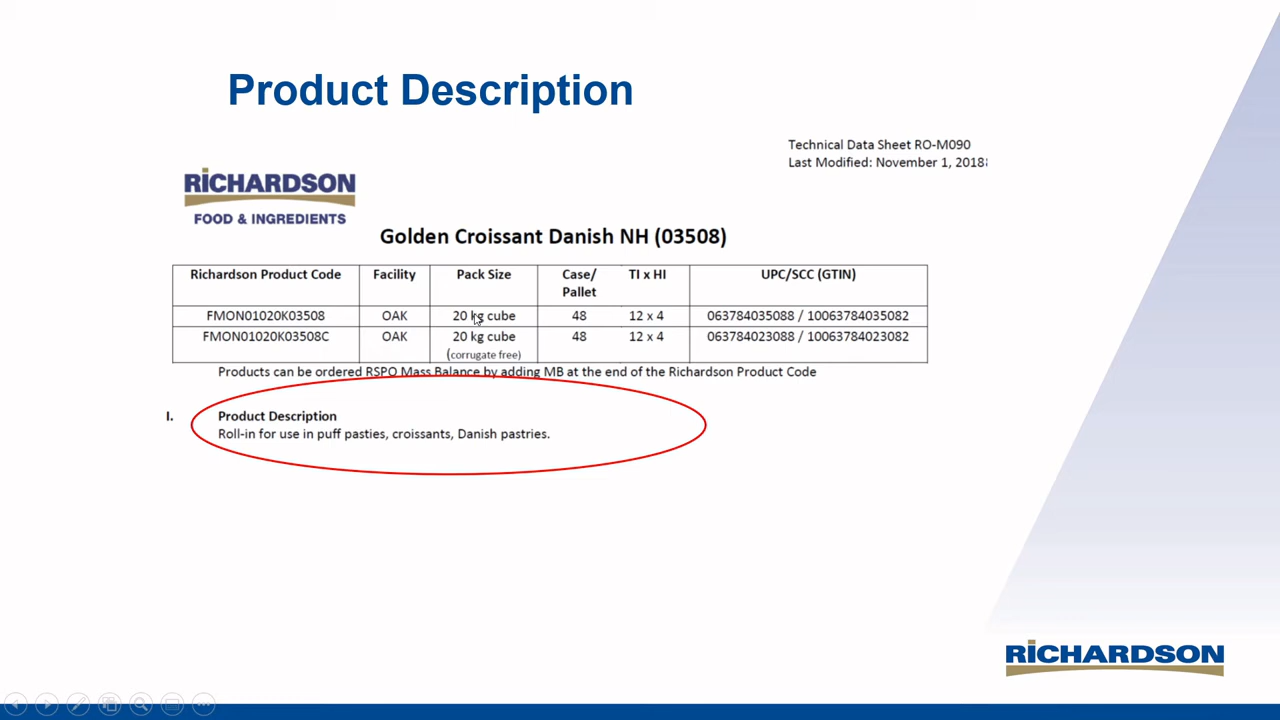 Product Description
Technical Data Sheet RO-M090
Last Modified: November 1, 2018
RICHARDSON
FOOD & INGREDIENTS
Golden Croissant Danish NH (03508)
Richardson Product Code Facility Pack Size Case/ Pallet TI x HI UPC/SCC (GTIN)
FMON01020K03508 OAK 20 kg cube 48 12 x 4 063784035088 / 10063784035082
FMON01020K03508C OAK 20 kg cube 48 12 x 4 063784023088 / 10063784023082
(corrugate free)
Products can be ordered RSPO Mass Balance by adding MB at the end of the Richardson Product Code
I. Product Description
Roll-in for use in puff pasties, croissants, Danish pastries.
RICHARDSON